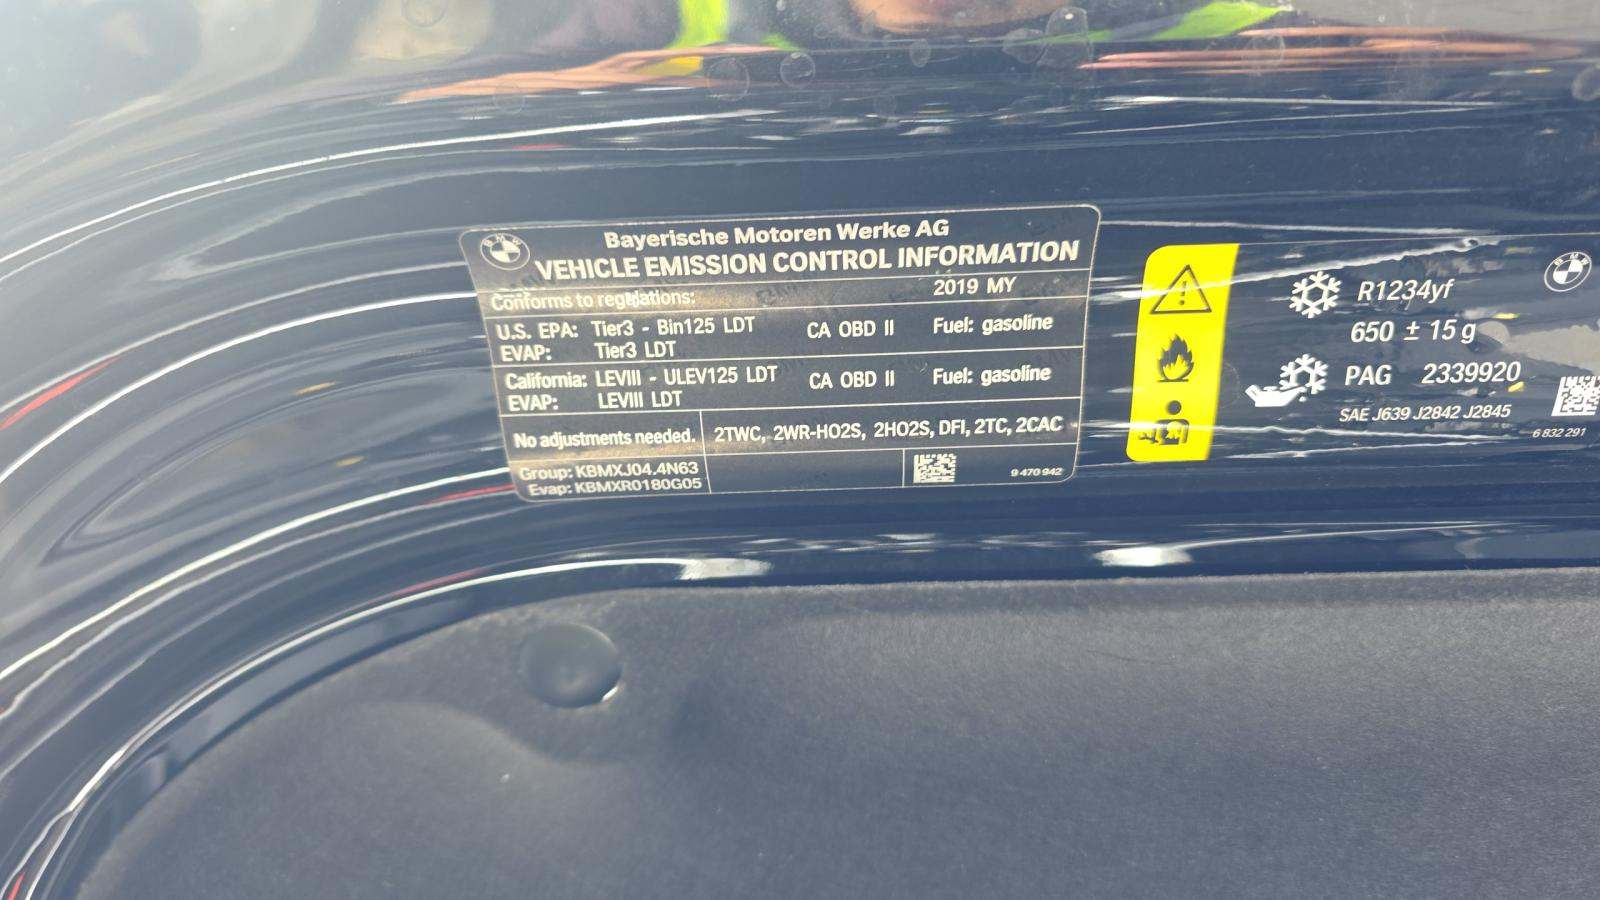 Bayerische Motoren Werke AG
VEHICLE EMISSION CONTROL INFORMATION
Conforms to regulations: 2019 MY
U.S. EPA: Tier3 - Bin125 LDT CA OBD II Fuel: gasoline
EVAP: Tier3 LDT
California: LEVIII - ULEV125 LDT CA OBD II Fuel: gasoline
EVAP: LEVIII LDT
No adjustments needed. 2TWC, 2WR-HO2S, 2HO2S, DFI, 2TC, 2CAC
Group: KBMXJ04.4N63
Evap: KBMXR0180G05
9 470 942
BMW
R1234yf
650 ± 15 g
PAG 2339920
SAE J639 J2842 J2845
6 832 291
BMW